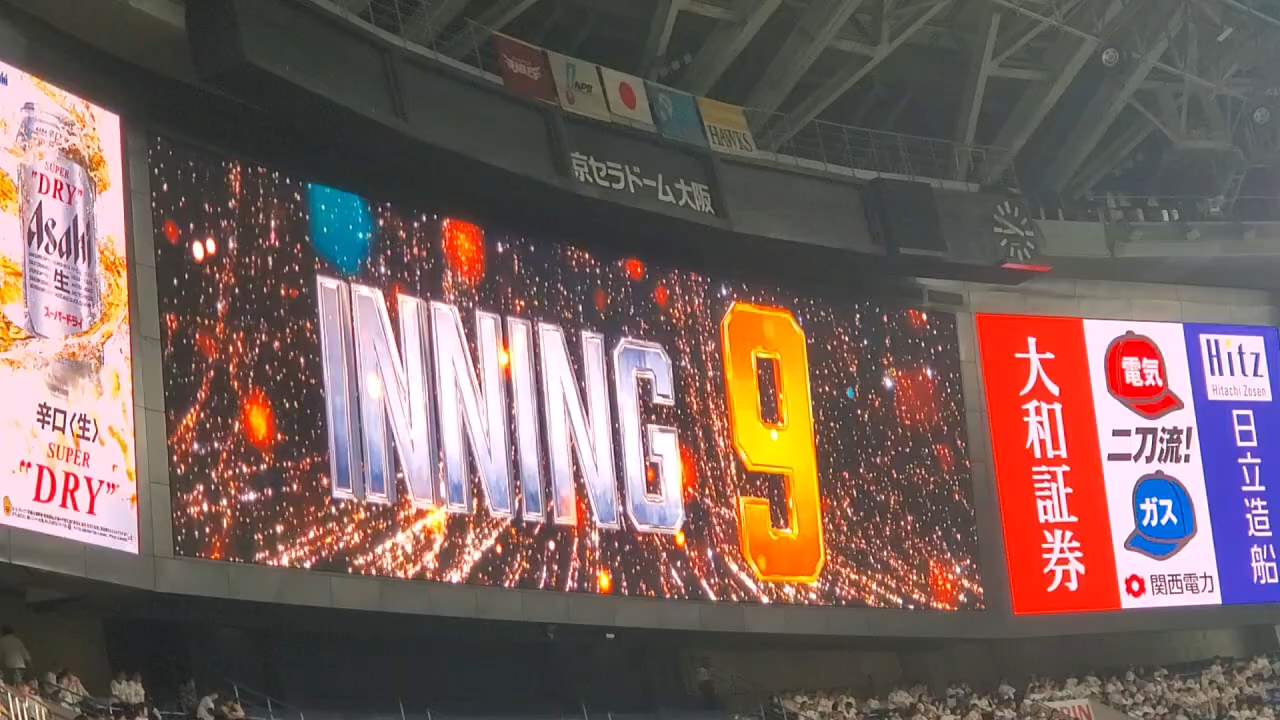 NPB
HAWKS
京セラドーム大阪
SUPER
"DRY"
Asahi
生
スーパードライ
辛口〈生〉
SUPER
"DRY"
INNING 9
大和証券
電気
二刀流!
ガス
関西電力
Hitz
Hitachi Zosen
日立造船